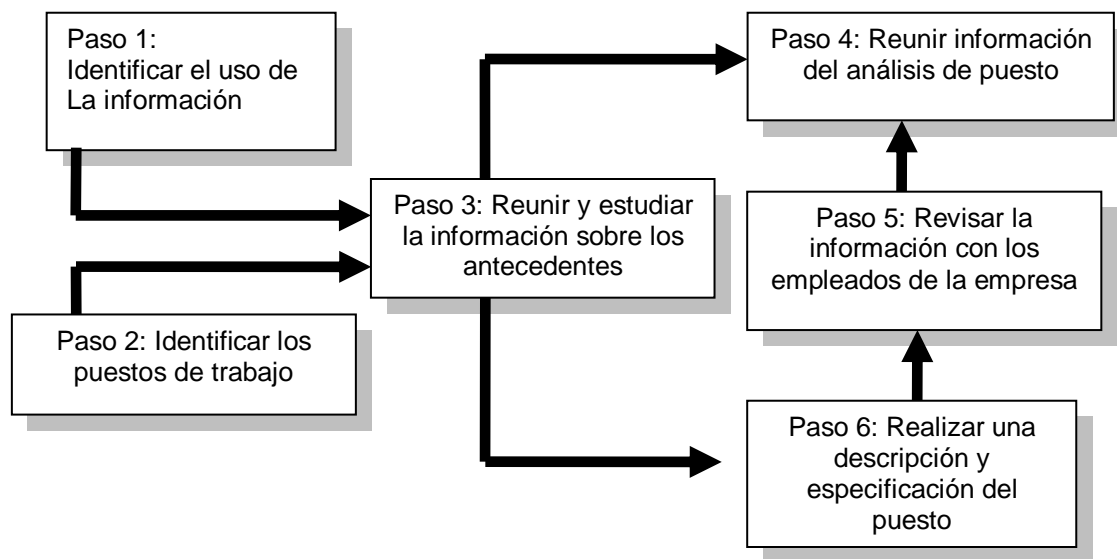 Paso 1:
Identificar el uso de
La información
Paso 2: Identificar los
puestos de trabajo
Paso 3: Reunir y estudiar
la información sobre los
antecedentes
Paso 4: Reunir información
del análisis de puesto
Paso 5: Revisar la
información con los
empleados de la empresa
Paso 6: Realizar una
descripción y
especificación del
puesto